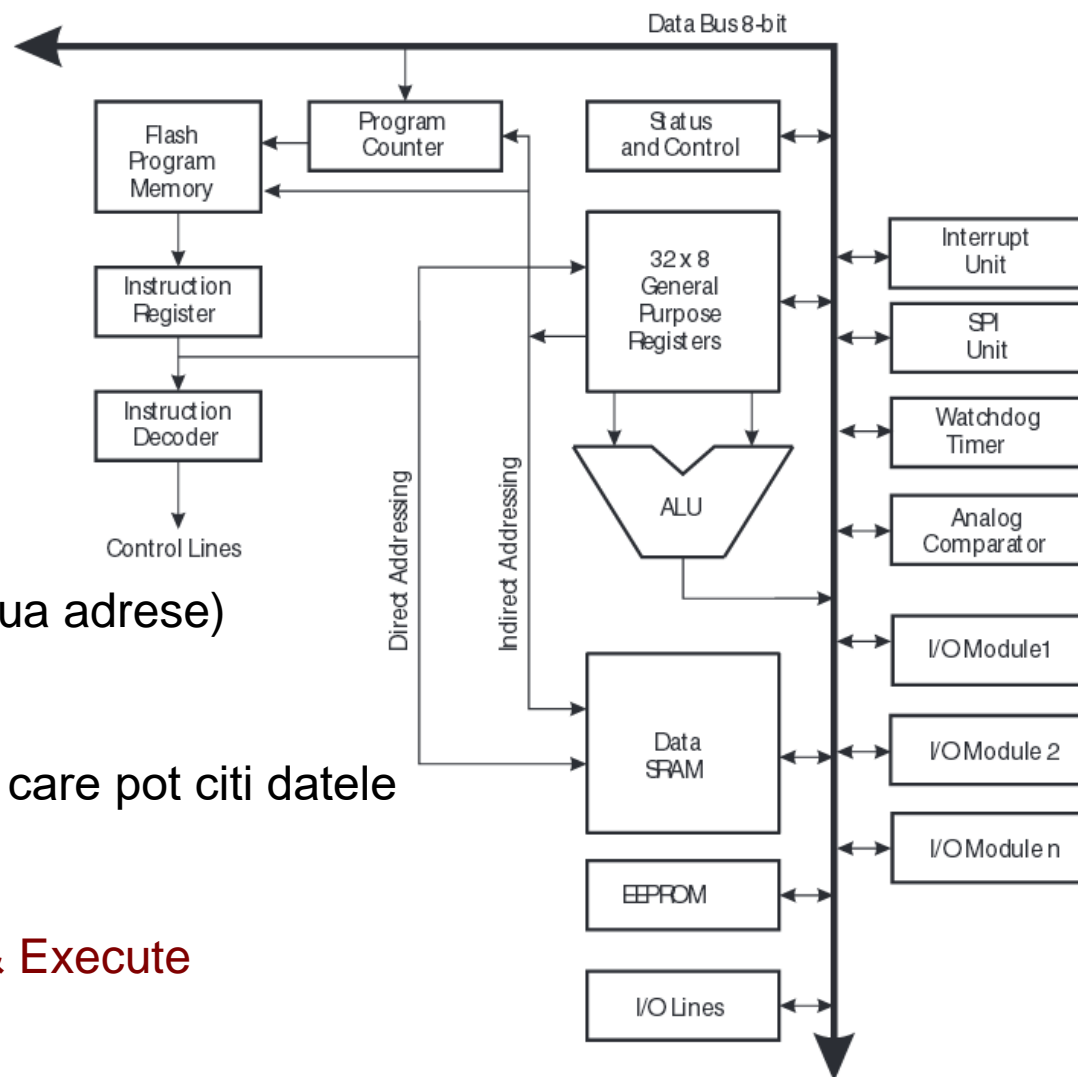 Data Bus 8-bit
Flash
Program
Memory
Program
Counter
Status
and Control
Instruction
Register
32 x 8
General
Purpose
Registers
Interrupt
Unit
SPI
Unit
Instruction
Decoder
Watchdog
Timer
Direct Addressing
Indirect Addressing
ALU
Analog
Comparator
Control Lines
ua adrese)
I/O Module1
Data
SRAM
I/O Module 2
care pot citi datele
I/O Module n
EEPROM
& Execute
I/O Lines